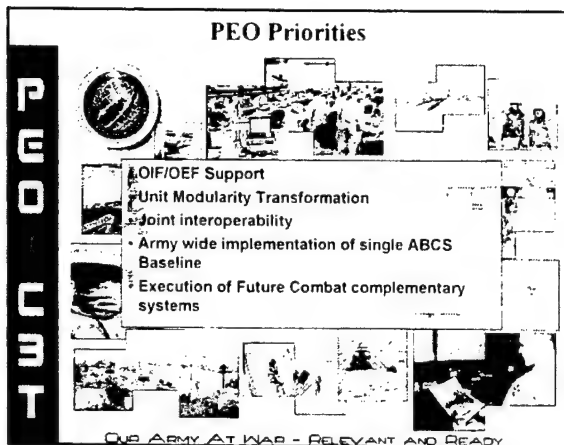 PEO Priorities
PEO C3T
• OIF/OEF Support
• Unit Modularity Transformation
• Joint interoperability
• Army wide implementation of single ABCS
Baseline
• Execution of Future Combat complementary
systems
OUR ARMY AT WAR - RELEVANT AND READY